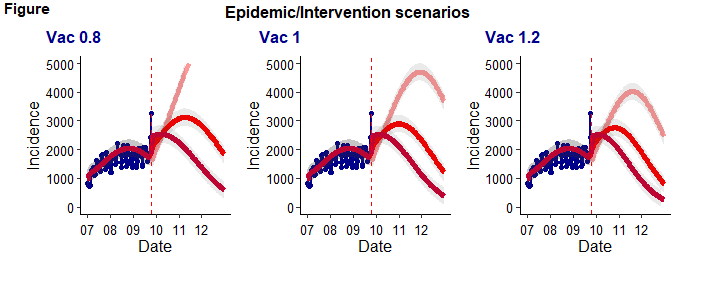 Figure
Epidemic/Intervention scenarios
Vac 0.8
Vac 1
Vac 1.2
Incidence
5000
4000
3000
2000
1000
0
07 08 09 10 11 12
Date
Incidence
5000
4000
3000
2000
1000
0
07 08 09 10 11 12
Date
Incidence
5000
4000
3000
2000
1000
0
07 08 09 10 11 12
Date